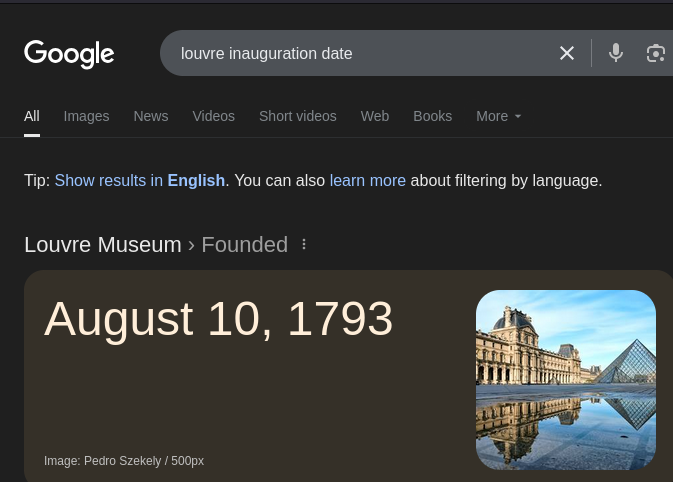 Google
louvre inauguration date
All Images News Videos Short videos Web Books More
Tip: Show results in English. You can also learn more about filtering by language.
Louvre Museum › Founded
August 10, 1793
Image: Pedro Szekely / 500px